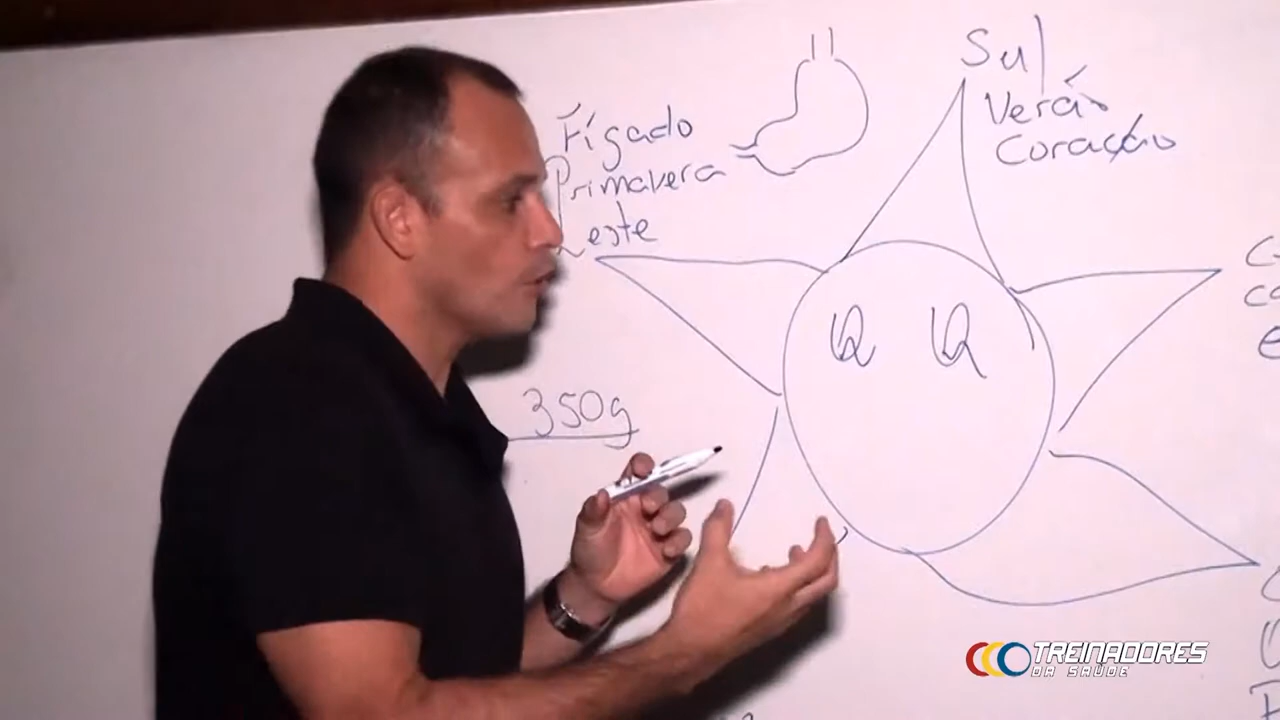 Fígado
Primavera
Leste
Sul
Verão
Coração
350g
TREINADORES
DA SAÚDE